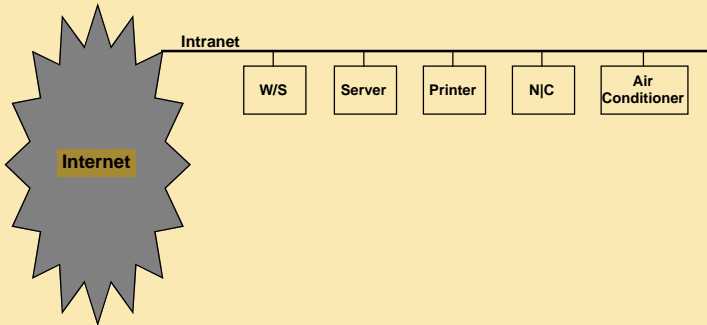 Intranet
W/S
Server
Printer
N|C
Air
Conditioner
Internet